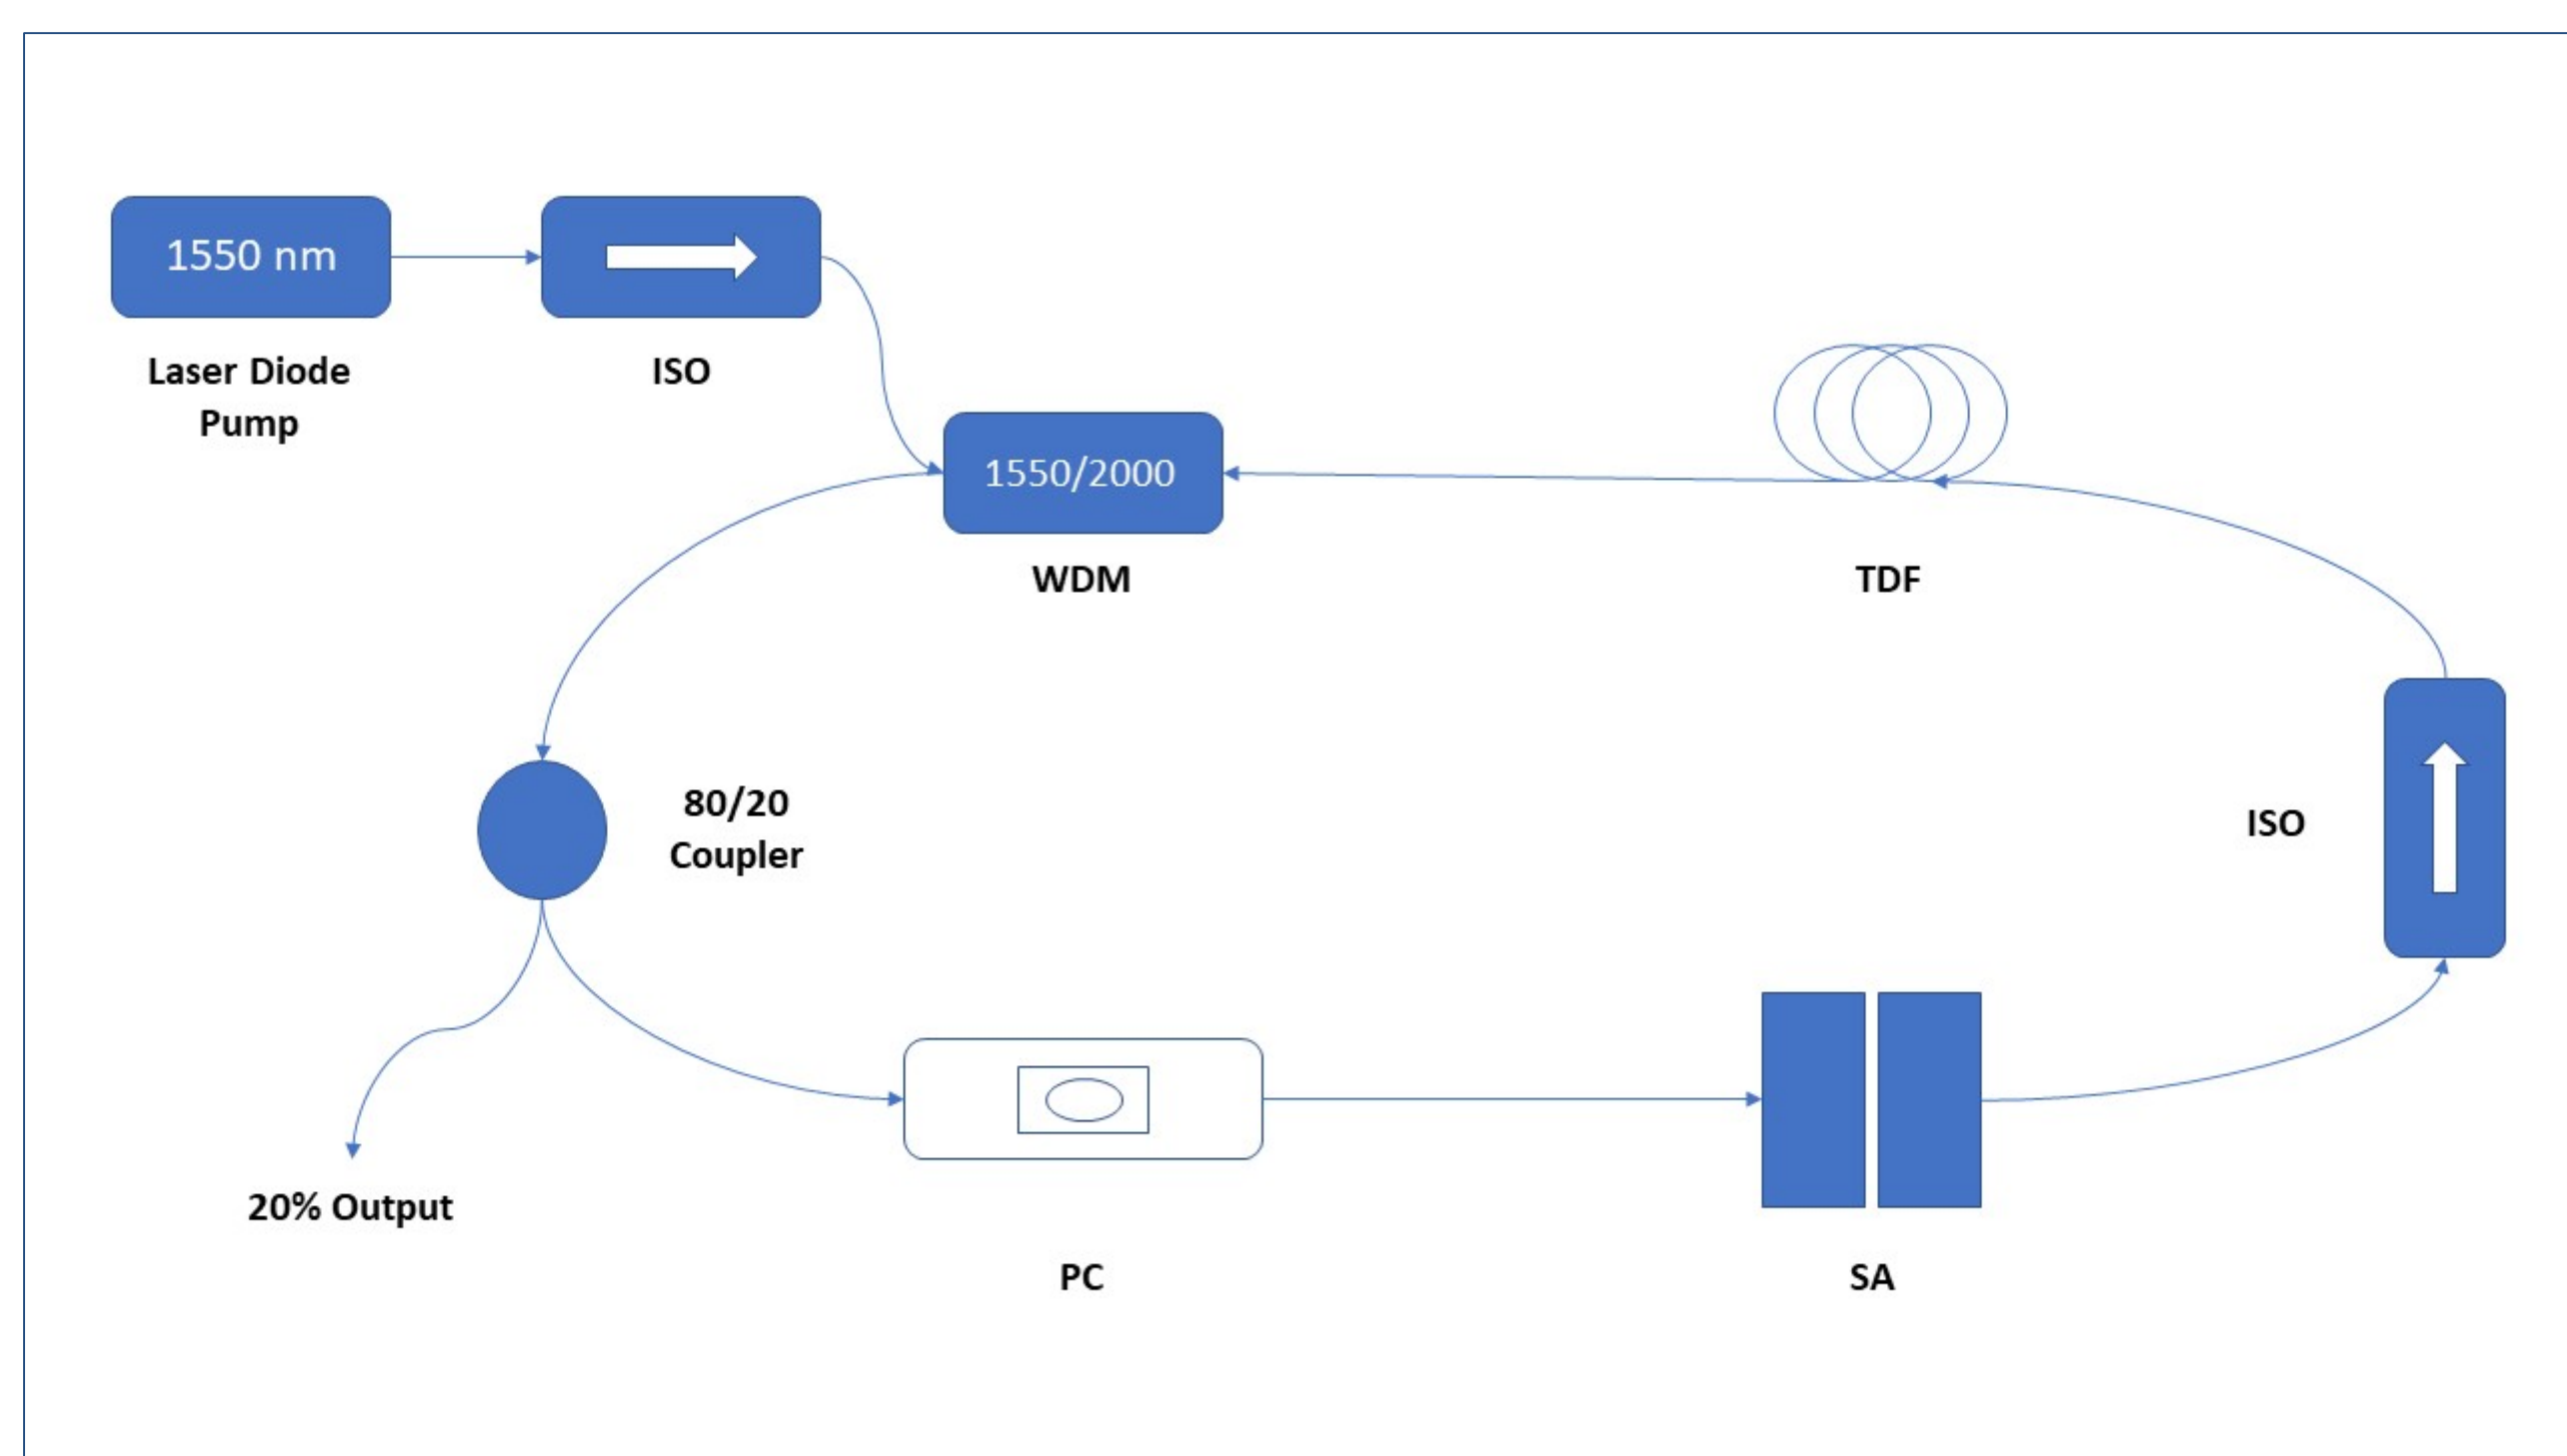 1550 nm
Laser Diode
Pump
ISO
1550/2000
WDM
TDF
80/20
Coupler
ISO
20% Output
PC
SA